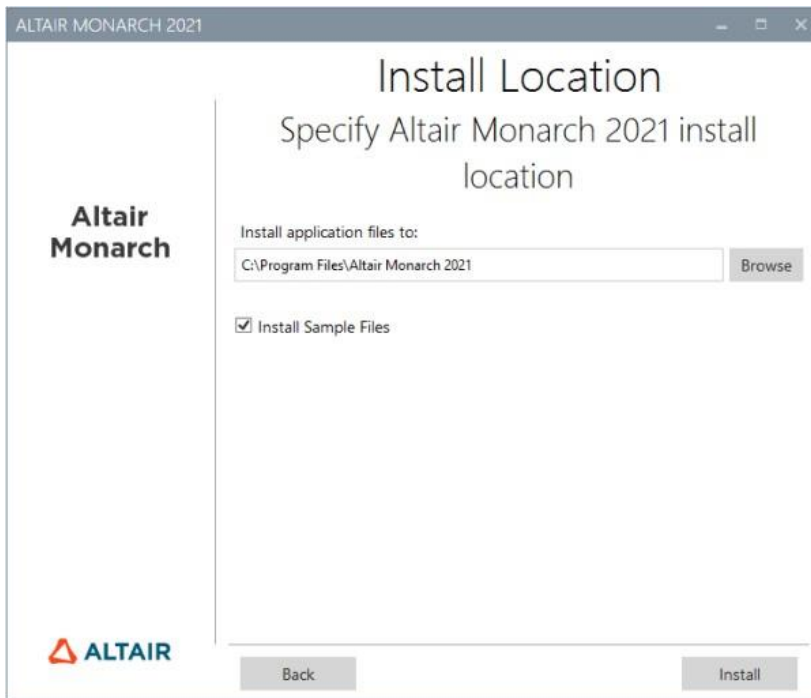 ALTAIR MONARCH 2021
Install Location
Specify Altair Monarch 2021 install
location
Altair
Monarch
Install application files to:
C:\Program Files\Altair Monarch 2021
Browse
Install Sample Files
ALTAIR
Back
Install